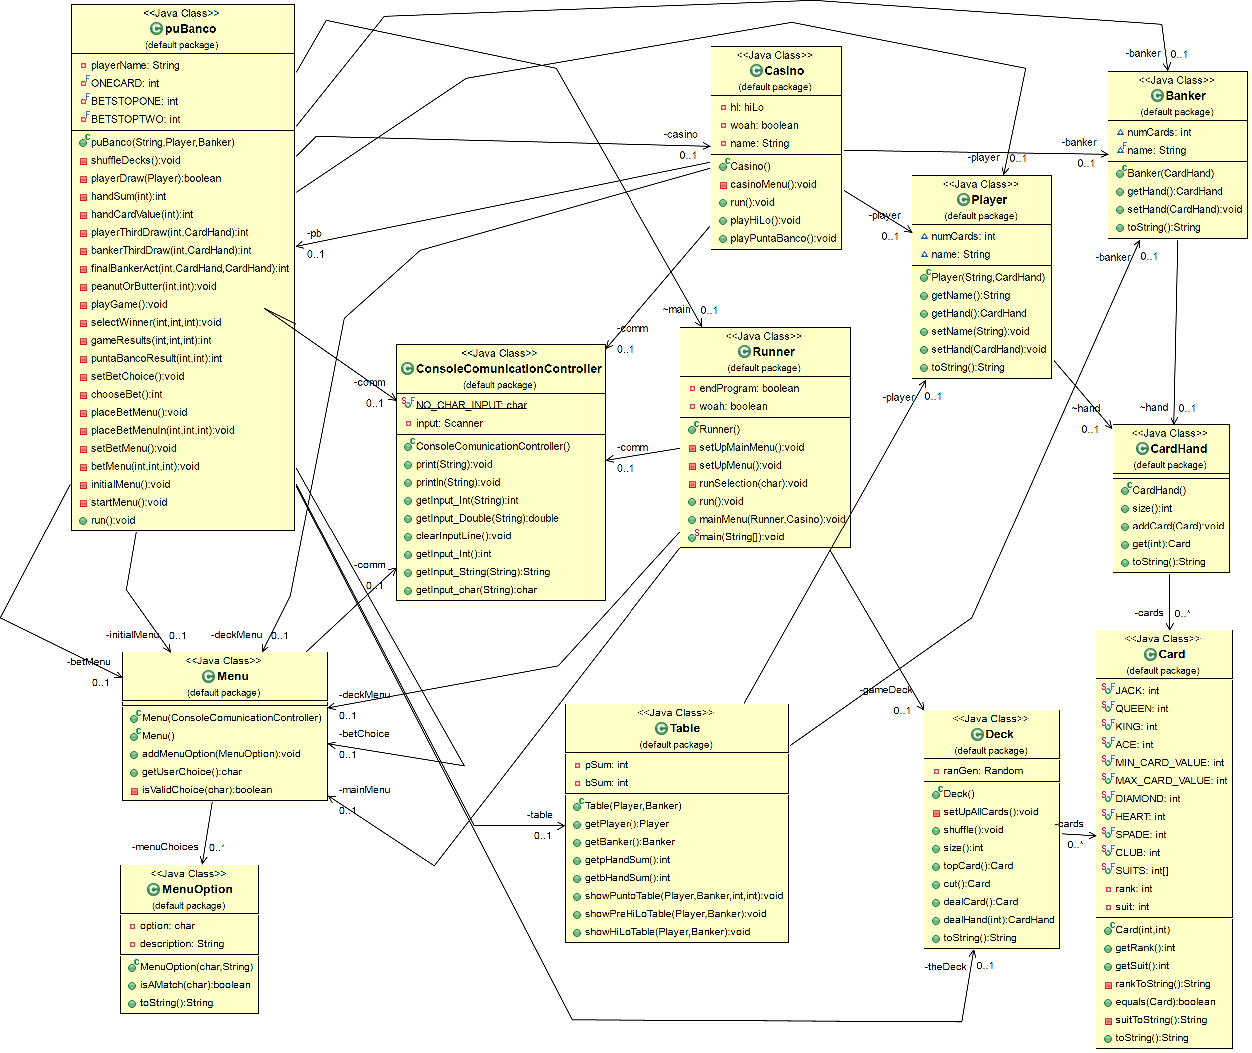 <<Java Class>>
puBanco
(default package)
playerName: String
ONECARD: int
BETSTOPONE: int
BETSTOPTWO: int
puBanco(String,Player,Banker)
shuffleDecks():void
playerDraw(Player):boolean
handSum(int):int
handCardValue(int):int
playerThirdDraw(int,CardHand):int
bankerThirdDraw(int,CardHand):int
finalBankerAct(int,CardHand,CardHand):int
peanutOrButter(int,int):void
playGame():void
selectWinner(int,int,int):void
gameResults(int,int,int):int
puntaBancoResult(int,int):int
setBetChoice():void
chooseBet():int
placeBetMenu():void
placeBetMenuIn(int,int,int):void
setBetMenu():void
betMenu(int,int,int):void
initialMenu():void
startMenu():void
run():void
<<Java Class>>
Casino
(default package)
hl: hiLo
woah: boolean
name: String
Casino()
casinoMenu():void
run():void
playHiLo():void
playPuntaBanco():void
<<Java Class>>
Banker
(default package)
numCards: int
name: String
Banker(CardHand)
getHand():CardHand
setHand(CardHand):void
toString():String
<<Java Class>>
Player
(default package)
numCards: int
name: String
Player(String,CardHand)
getName():String
getHand():CardHand
setName(String):void
setHand(CardHand):void
toString():String
<<Java Class>>
ConsoleComunicationController
(default package)
NO_CHAR_INPUT: char
input: Scanner
ConsoleComunicationController()
print(String):void
println(String):void
getInput_Int(String):int
getInput_Double(String):double
clearInputLine():void
getInput_Int():int
getInput_String(String):String
getInput_char(String):char
<<Java Class>>
Runner
(default package)
endProgram: boolean
woah: boolean
Runner()
setUpMainMenu():void
setUpMenu():void
runSelection(char):void
run():void
mainMenu(Runner,Casino):void
main(String[]):void
<<Java Class>>
CardHand
(default package)
CardHand()
size():int
addCard(Card):void
get(int):Card
toString():String
<<Java Class>>
Menu
(default package)
Menu(ConsoleComunicationController)
Menu()
addMenuOption(MenuOption):void
getUserChoice():char
isValidChoice(char):boolean
<<Java Class>>
MenuOption
(default package)
option: char
description: String
MenuOption(char,String)
isAMatch(char):boolean
toString():String
<<Java Class>>
Table
(default package)
pSum: int
bSum: int
Table(Player,Banker)
getPlayer():Player
getBanker():Banker
getpHandSum():int
getbHandSum():int
showPuntoTable(Player,Banker,int,int):void
showPreHiLoTable(Player,Banker):void
showHiLoTable(Player,Banker):void
<<Java Class>>
Deck
(default package)
ranGen: Random
Deck()
setUpAllCards():void
shuffle():void
size():int
topCard():Card
cut():Card
dealCard():Card
dealHand(int):CardHand
toString():String
<<Java Class>>
Card
(default package)
JACK: int
QUEEN: int
KING: int
ACE: int
MIN_CARD_VALUE: int
MAX_CARD_VALUE: int
DIAMOND: int
HEART: int
SPADE: int
CLUB: int
SUITS: int[]
rank: int
suit: int
Card(int,int)
getRank():int
getSuit():int
rankToString():String
equals(Card):boolean
suitToString():String
toString():String
-banker
0..1
-casino
0..1
-banker
0..1
-player
0..1
-player
0..1
-pb
0..1
-banker
0..1
~main
0..1
-comm
0..1
-comm
0..1
-comm
0..1
-player
0..1
~hand
0..1
~hand
0..1
-comm
0..1
-cards
0..*
-initialMenu
0..1
-deckMenu
0..1
-betMenu
0..1
-deckMenu
0..1
-gameDeck
0..1
-betChoice
0..1
-mainMenu
0..1
-table
0..1
-cards
0..*
-menuChoices
0..*
-theDeck
0..1